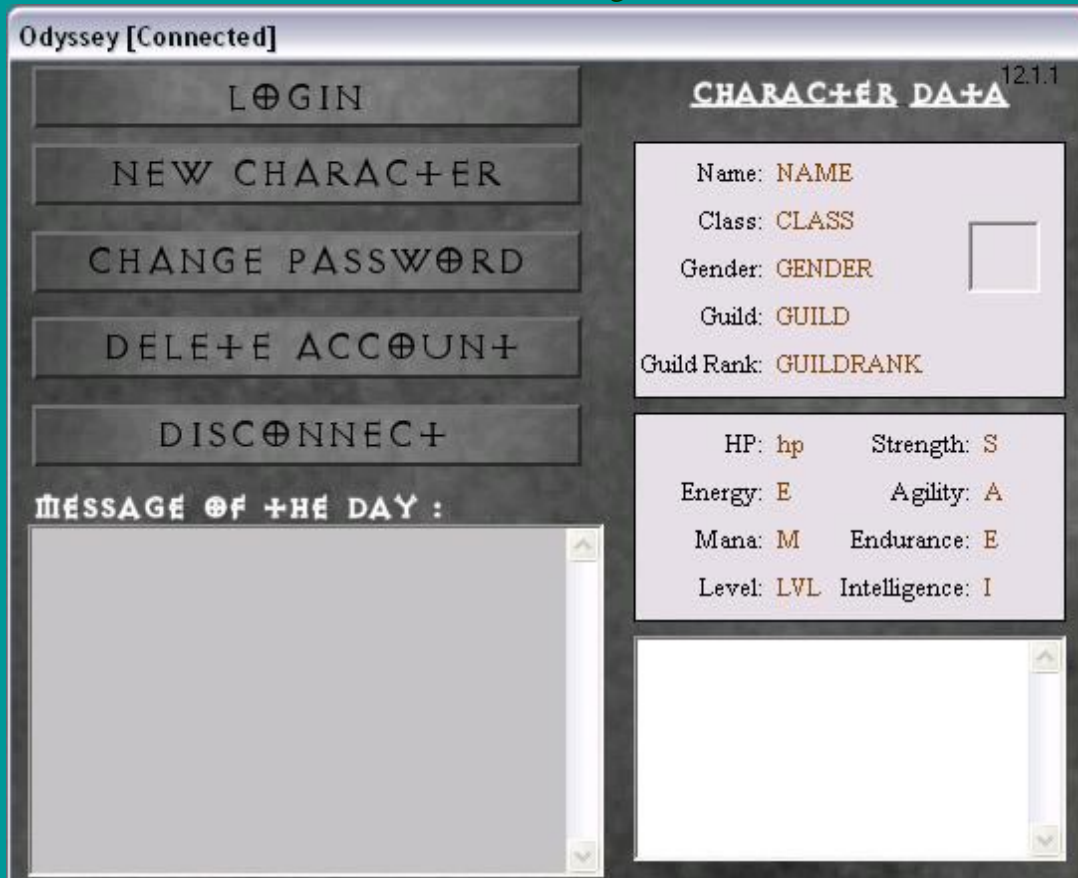 Odyssey [Connected]
LOGIN
NEW CHARACTER
CHANGE PASSWORD
DELETE ACCOUNT
DISCONNECT
MESSAGE OF THE DAY :
12.1.1
CHARACTER DATA
Name: NAME
Class: CLASS
Gender: GENDER
Guild: GUILD
Guild Rank: GUILDRANK
HP: hp Strength: S
Energy: E Agility: A
Mana: M Endurance: E
Level: LVL Intelligence: I